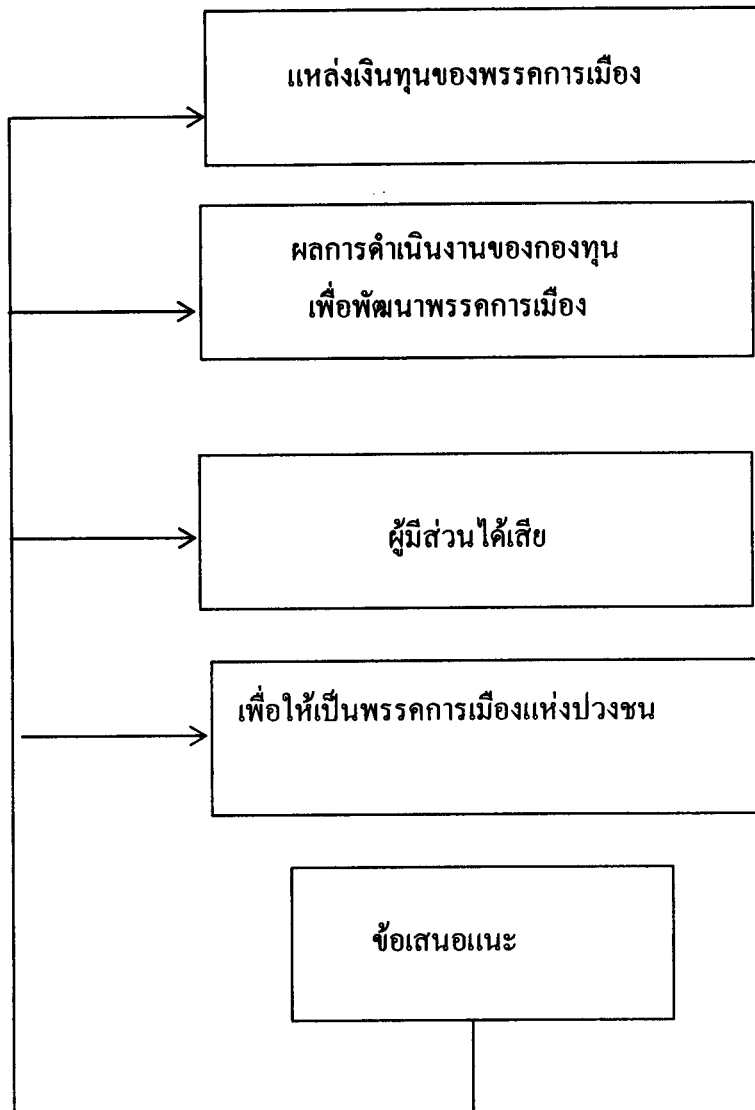 แหล่งเงินทุนของพรรคการเมือง
ผลการดำเนินงานของกองทุน
เพื่อพัฒนาพรรคการเมือง
ผู้มีส่วนได้เสีย
เพื่อให้เป็นพรรคการเมืองแห่งปวงชน
ข้อเสนอแนะ